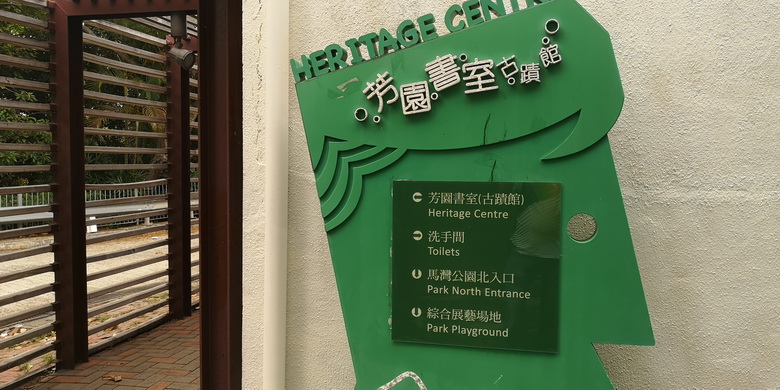 HERITAGE CENTR
芳園書室古蹟館
芳園書室(古蹟館)
Heritage Centre
洗手間
Toilets
馬灣公園北入口
Park North Entrance
綜合展藝場地
Park Playground